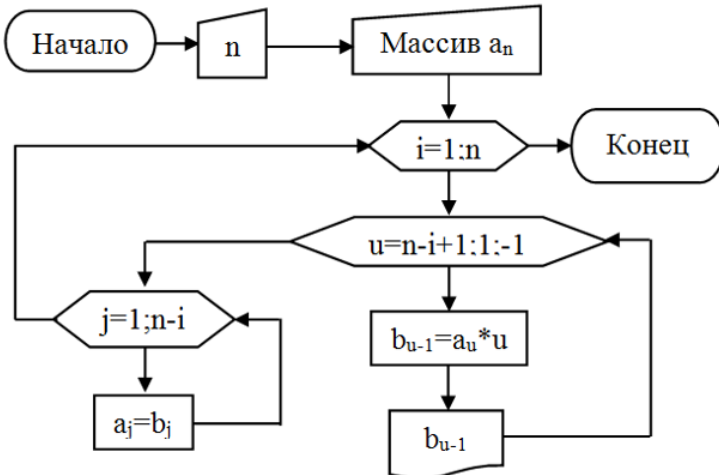 Начало
n
Массив aₙ
i=1;n
Конец
u=n-i+1;1;-1
j=1;n-i
bᵤ₋₁=aᵤ*u
aⱼ=bⱼ
bᵤ₋₁